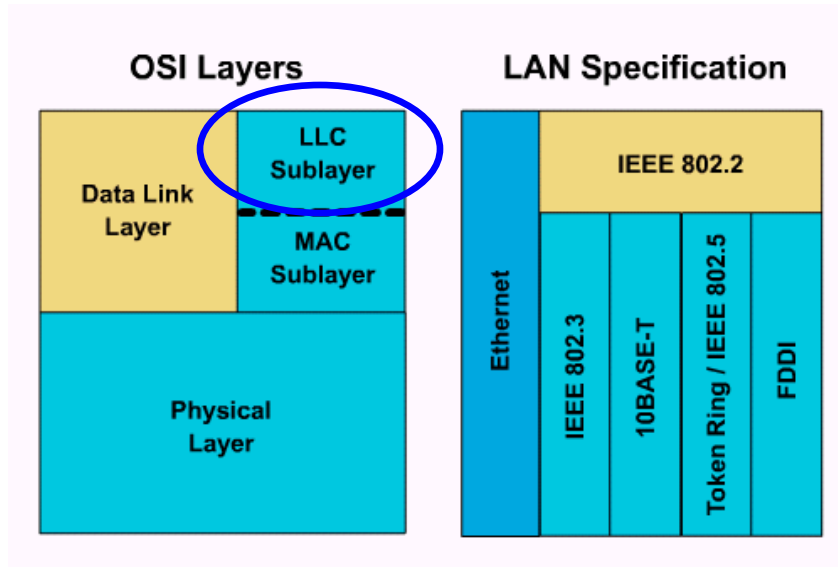 OSI Layers
LAN Specification
LLC
Sublayer
Data Link
Layer
MAC
Sublayer
Physical
Layer
IEEE 802.2
Ethernet
IEEE 802.3
10BASE-T
Token Ring / IEEE 802.5
FDDI